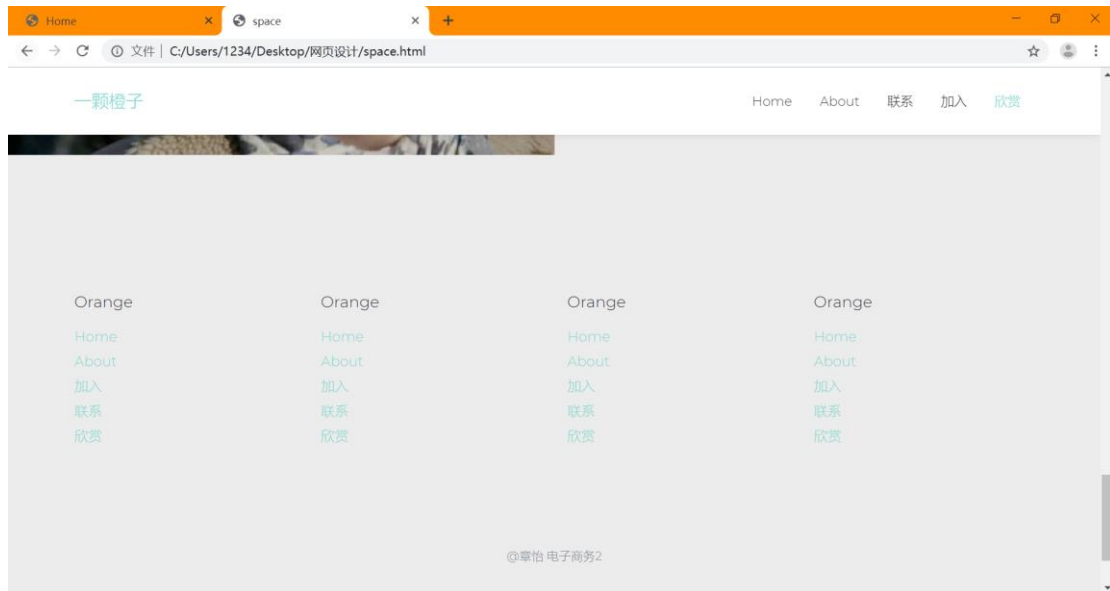 Home
space
文件 | C:/Users/1234/Desktop/网页设计/space.html
一颗橙子
Home About 联系 加入 欣赏
Orange Orange Orange Orange
Home Home Home Home
About About About About
加入 加入 加入 加入
联系 联系 联系 联系
欣赏 欣赏 欣赏 欣赏
@章怡 电子商务2